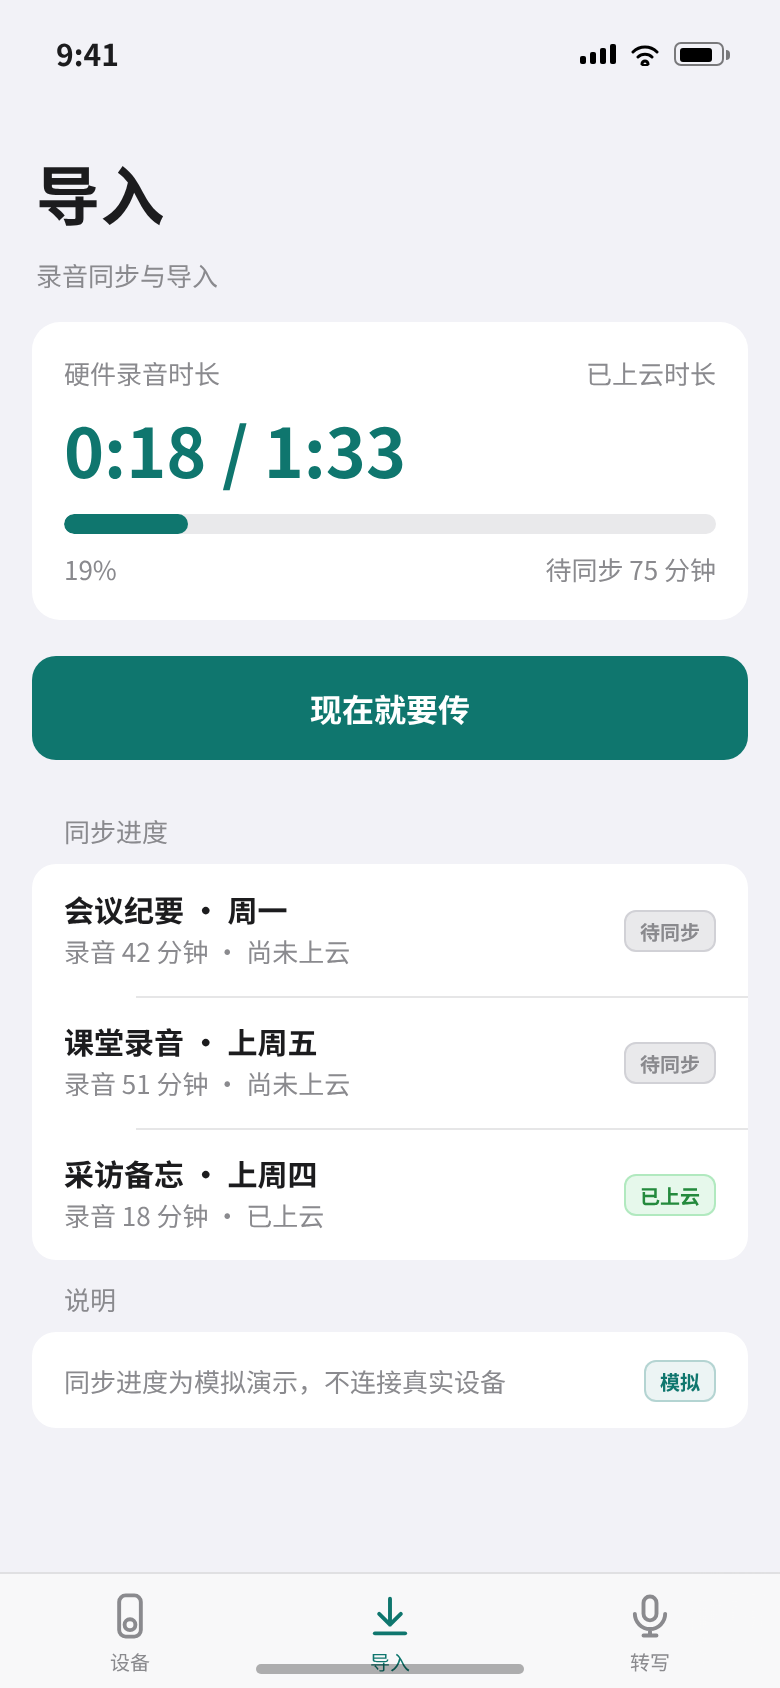 9:41
导入
录音同步与导入
硬件录音时长 已上云时长
0:18 / 1:33
19% 待同步 75 分钟
现在就要传
同步进度
会议纪要 · 周一
录音 42 分钟 · 尚未上云
待同步
课堂录音 · 上周五
录音 51 分钟 · 尚未上云
待同步
采访备忘 · 上周四
录音 18 分钟 · 已上云
已上云
说明
同步进度为模拟演示，不连接真实设备 模拟
设备 导入 转写